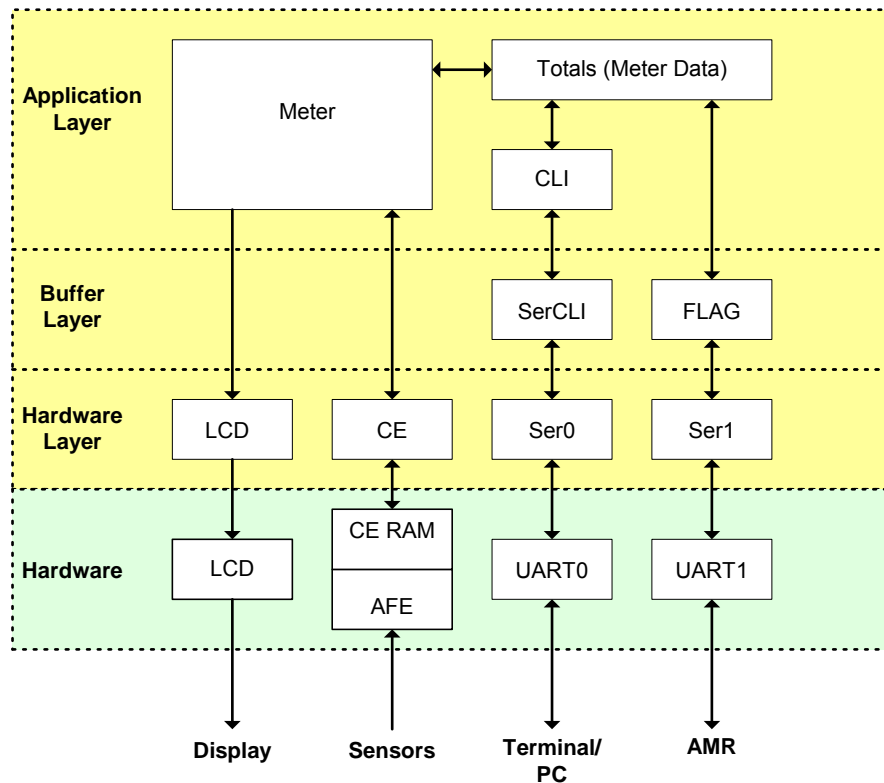 Application
Layer
Meter
Totals (Meter Data)
CLI
Buffer
Layer
SerCLI
FLAG
Hardware
Layer
LCD
CE
Ser0
Ser1
Hardware
LCD
CE RAM
AFE
UART0
UART1
Display
Sensors
Terminal/
PC
AMR